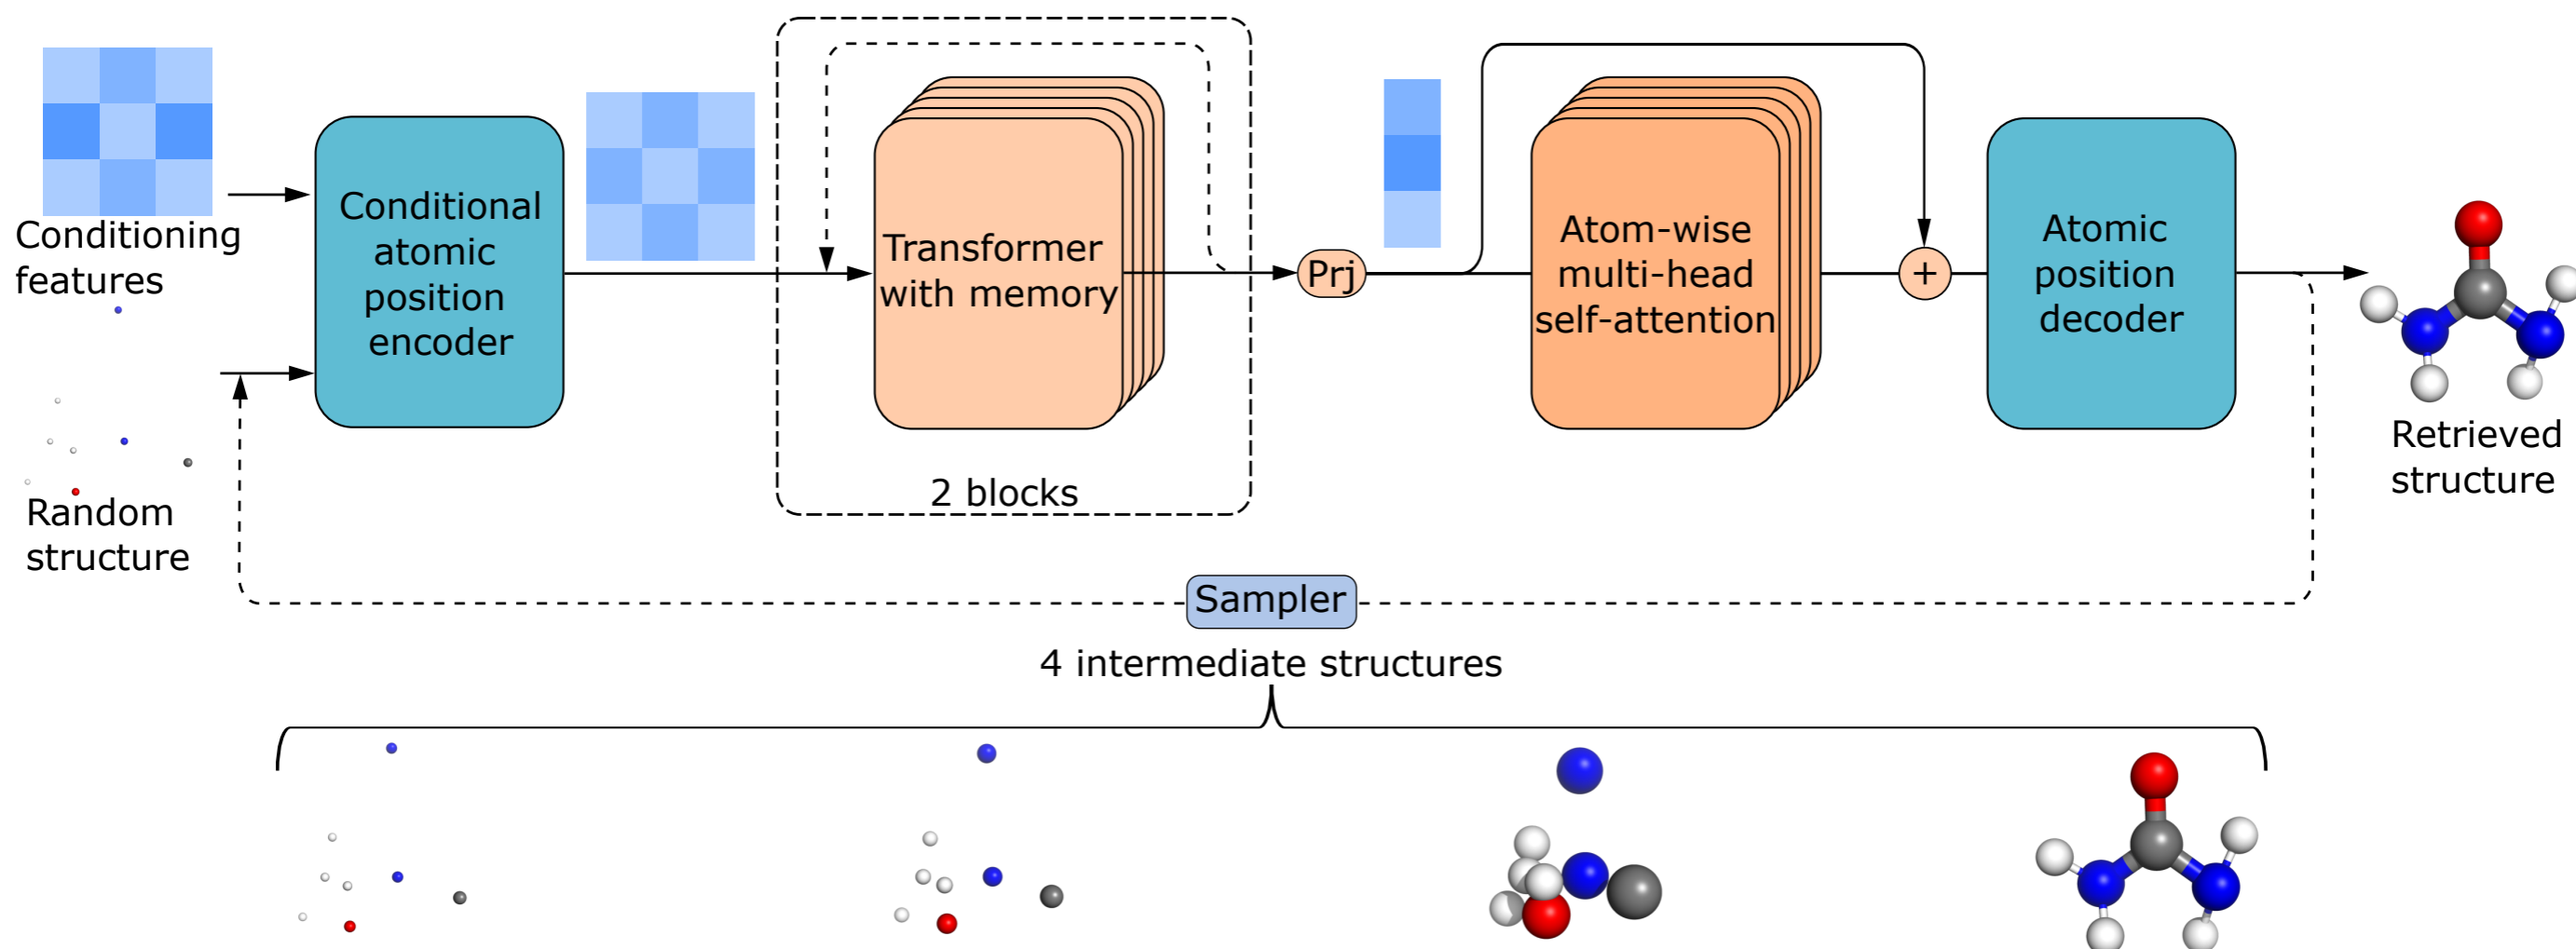 Conditioning
features
Random
structure
Conditional
atomic
position
encoder
Transformer
with memory
2 blocks
Prj
Atom-wise
multi-head
self-attention
+
Atomic
position
decoder
Retrieved
structure
Sampler
4 intermediate structures